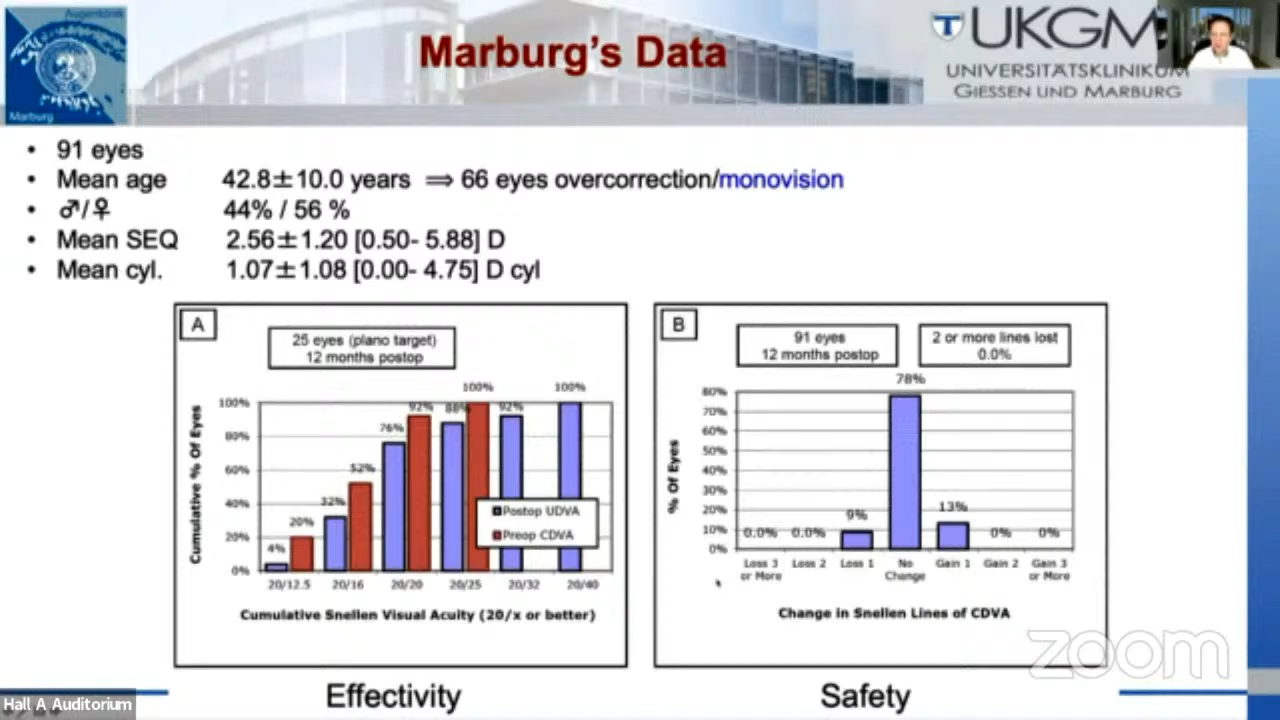 Augenklinik
Marburg
Marburg's Data
UKGM
UNIVERSITÄTSKLINIKUM
GIESSEN UND MARBURG
• 91 eyes
• Mean age 42.8±10.0 years ⟹ 66 eyes overcorrection/monovision
• ♂/♀ 44% / 56 %
• Mean SEQ 2.56±1.20 [0.50- 5.88] D
• Mean cyl. 1.07±1.08 [0.00- 4.75] D cyl
A
25 eyes (plano target)
12 months postop
Cumulative % Of Eyes
100%
80%
60%
40%
20%
0%
4% 20% 32% 52% 76% 92% 88% 100% 92% 100%
Postop UDVA
Preop CDVA
20/12.5 20/16 20/20 20/25 20/32 20/40
Cumulative Snellen Visual Acuity (20/x or better)
B
91 eyes
12 months postop
2 or more lines lost
0.0%
% Of Eyes
80%
70%
60%
50%
40%
30%
20%
10%
0%
0.0% 0.0% 9% 78% 13% 0% 0%
Loss 3 or More
Loss 2
Loss 1
No Change
Gain 1
Gain 2
Gain 3 or More
Change in Snellen Lines of CDVA
zoom
Effectivity
Safety
Hall A Auditorium